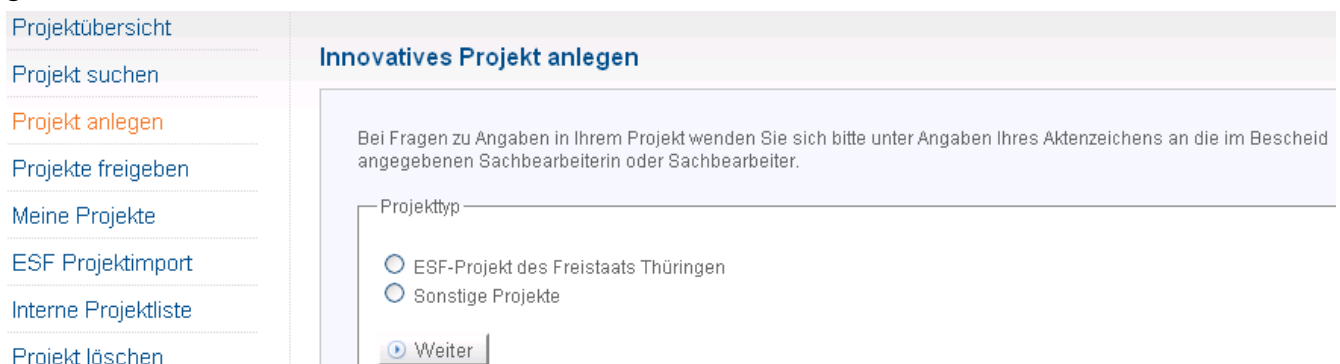 Projektübersicht
Projekt suchen
Projekt anlegen
Projekte freigeben
Meine Projekte
ESF Projektimport
Interne Projektliste
Projekt löschen
Innovatives Projekt anlegen
Bei Fragen zu Angaben in Ihrem Projekt wenden Sie sich bitte unter Angaben Ihres Aktenzeichens an die im Bescheid
angegebenen Sachbearbeiterin oder Sachbearbeiter.
Projekttyp
ESF-Projekt des Freistaats Thüringen
Sonstige Projekte
Weiter